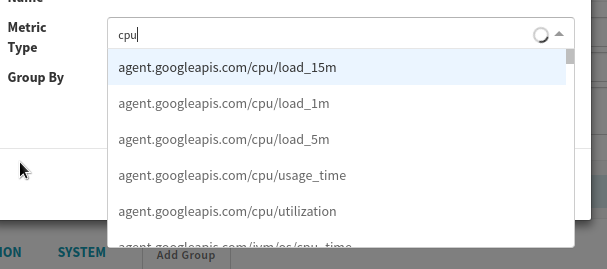 Name
Metric
Type
cpu
Group By
agent.googleapis.com/cpu/load_15m
agent.googleapis.com/cpu/load_1m
agent.googleapis.com/cpu/load_5m
agent.googleapis.com/cpu/usage_time
agent.googleapis.com/cpu/utilization
agent.googleapis.com/jvm/os/cpu_time
ION
SYSTEM
Add Group